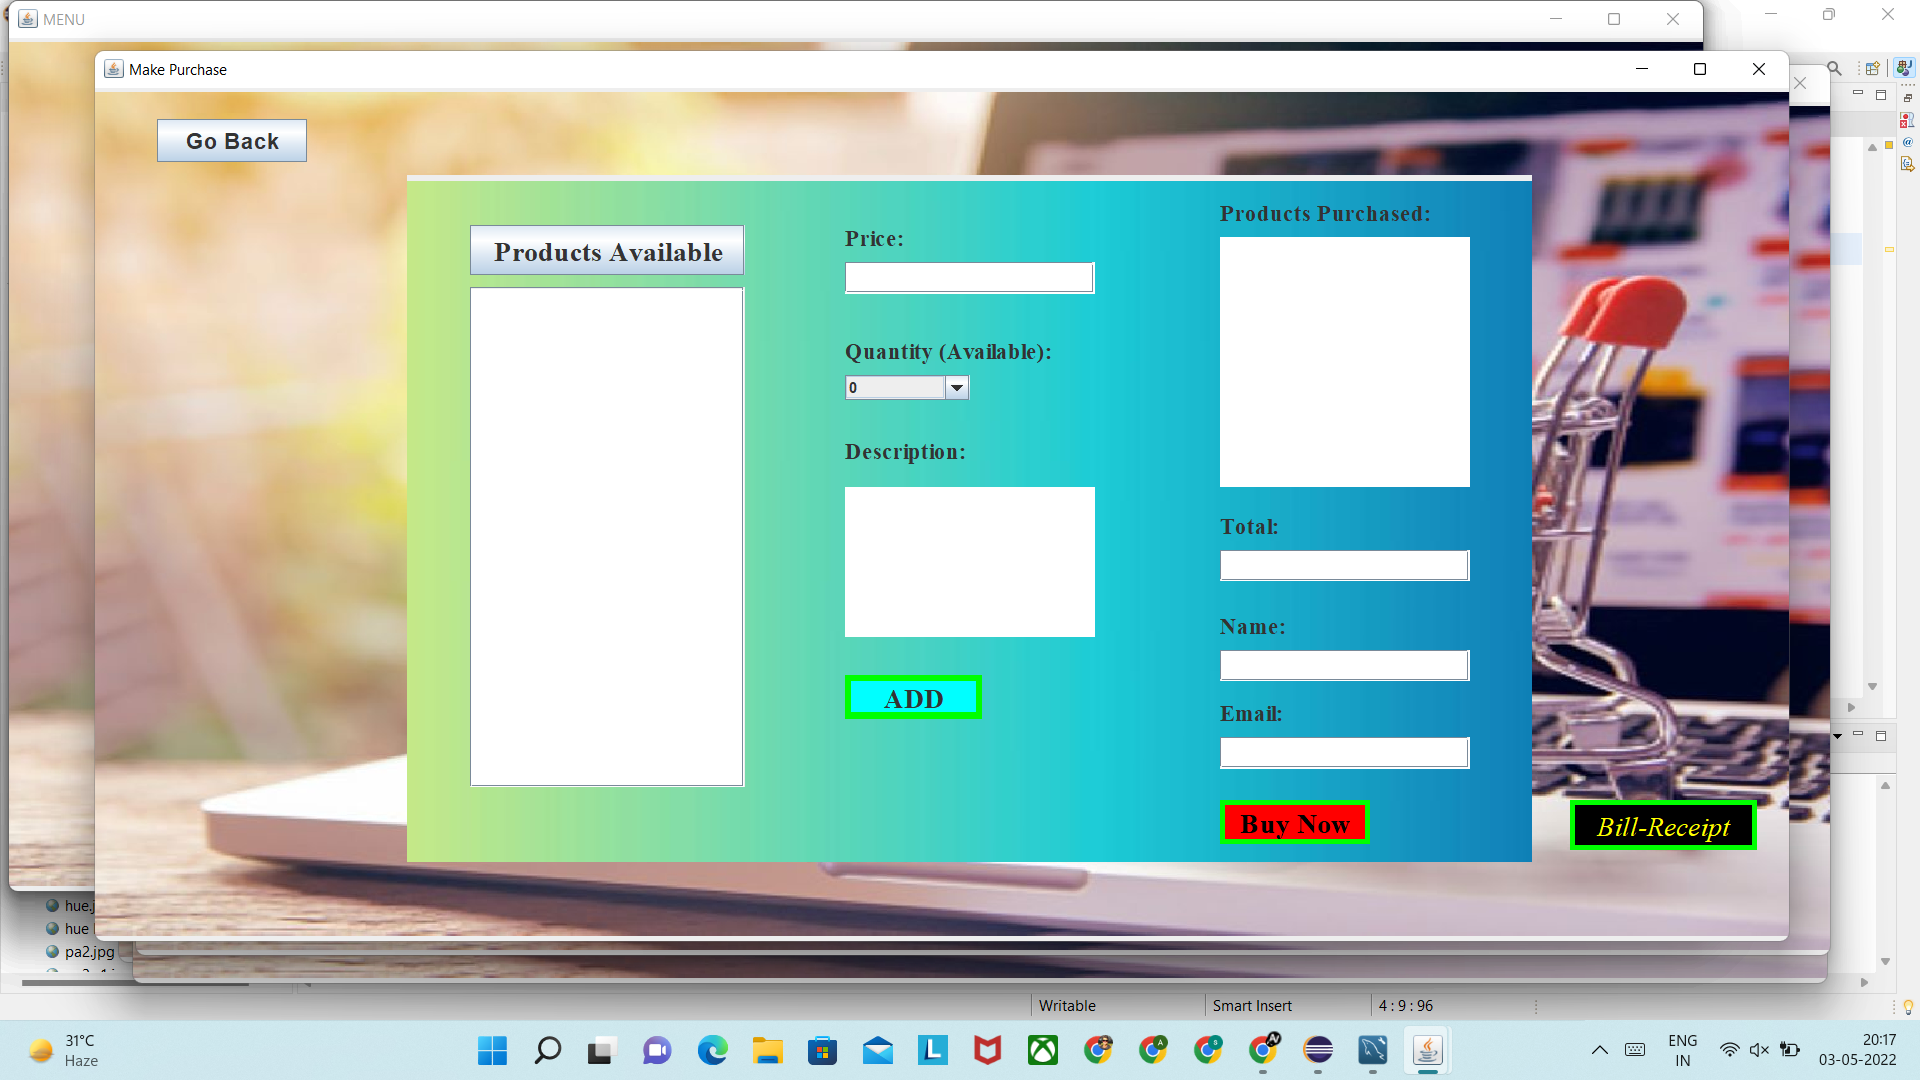 MENU
Make Purchase
Go Back
Products Available
Price:
Quantity (Available):
0
Description:
ADD
Products Purchased:
Total:
Name:
Email:
Buy Now
Bill-Receipt
hue.j
hue
pa2.jpg
Writable
Smart Insert
4 : 9 : 96
31°C
Haze
ENG
IN
20:17
03-05-2022